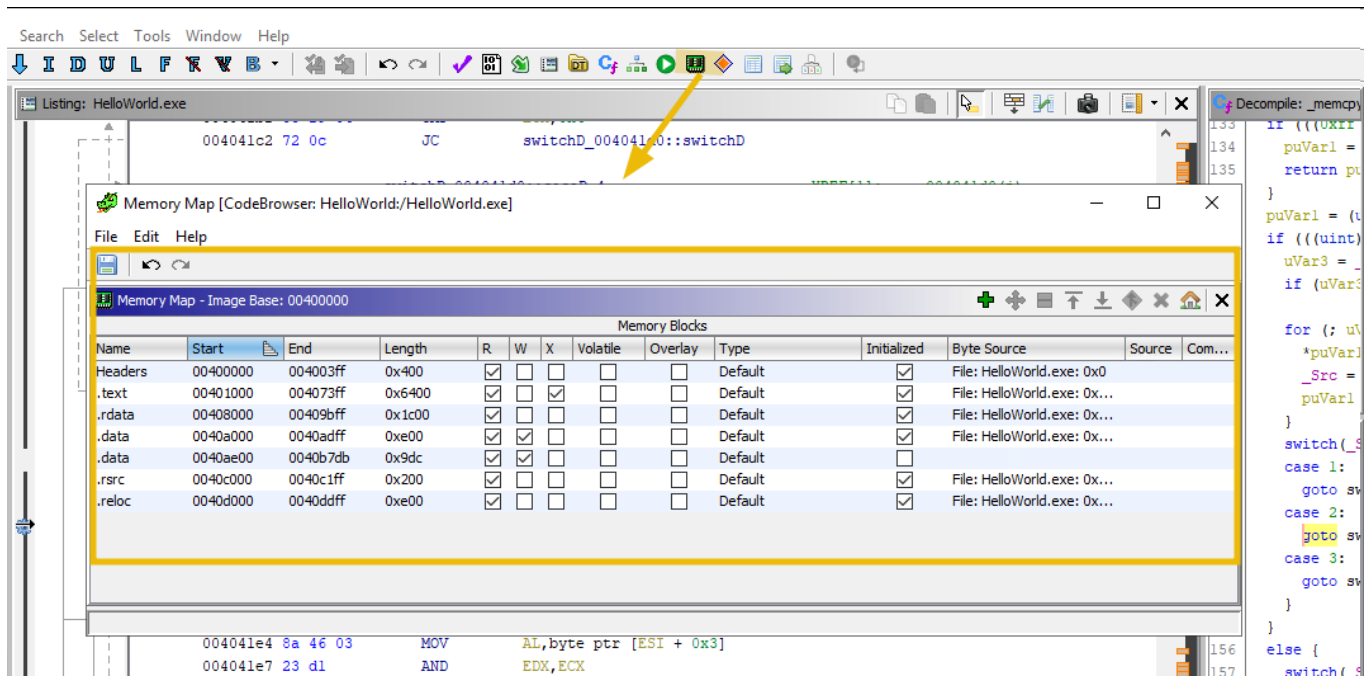 Search Select Tools Window Help
I D U L F B
Listing: HelloWorld.exe
Decompile: _memcpy
004041c2 72 0c JC switchD_004041d0::switchD
133 if (((0xff
134 puVar1 =
135 return pu
}
puVar1 = (u
if (((uint)
uVar3 = _
if (uVar3
for (; uV
*puVar1
_Src =
puVar1
}
switch(_S
case 1:
goto sw
case 2:
goto sw
case 3:
goto sw
}
}
156 else {
157 switch(_S
Memory Map [CodeBrowser: HelloWorld:/HelloWorld.exe]
File Edit Help
Memory Map - Image Base: 00400000
Memory Blocks
Name Start End Length R W X Volatile Overlay Type Initialized Byte Source Source Com...
Headers 00400000 004003ff 0x400 Default File: HelloWorld.exe: 0x0
.text 00401000 004073ff 0x6400 Default File: HelloWorld.exe: 0x...
.rdata 00408000 00409bff 0x1c00 Default File: HelloWorld.exe: 0x...
.data 0040a000 0040adff 0xe00 Default File: HelloWorld.exe: 0x...
.data 0040ae00 0040b7db 0x9dc Default
.rsrc 0040c000 0040c1ff 0x200 Default File: HelloWorld.exe: 0x...
.reloc 0040d000 0040ddff 0xe00 Default File: HelloWorld.exe: 0x...
004041e4 8a 46 03 MOV AL,byte ptr [ESI + 0x3]
004041e7 23 d1 AND EDX,ECX